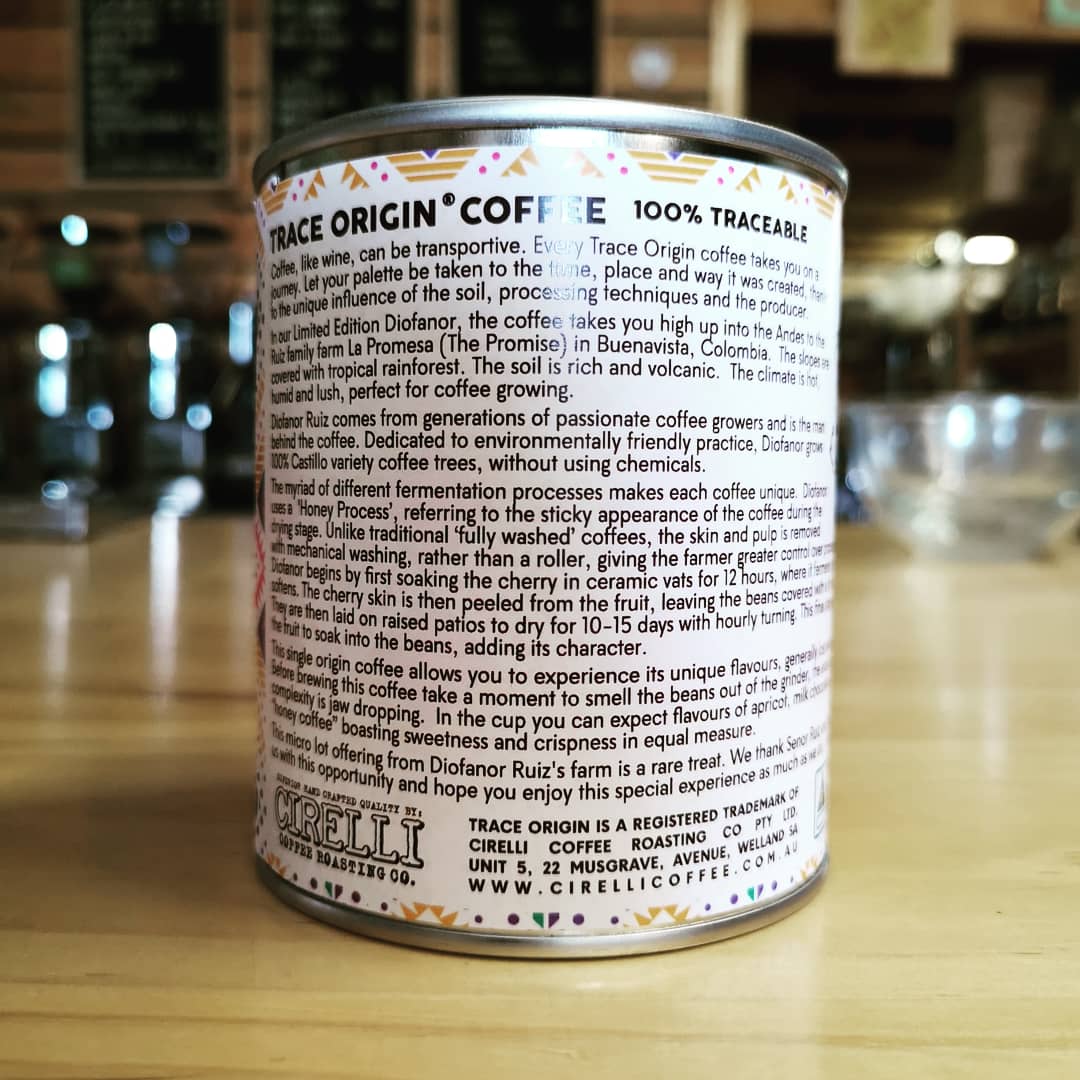 TRACE ORIGIN® COFFEE 100% TRACEABLE
Coffee, like wine, can be transportive. Every Trace Origin coffee takes you on a
journey. Let your palette be taken to the time, place and way it was created,
to the unique influence of the soil, processing techniques and the producer.
In our Limited Edition Diofanor, the coffee takes you high up into the Andes to the
Ruiz family farm La Promesa (The Promise) in Buenavista, Colombia. The slopes are
covered with tropical rainforest. The soil is rich and volcanic. The climate is hot,
humid and lush, perfect for coffee growing.
Diofanor Ruiz comes from generations of passionate coffee growers and is the man
behind the coffee. Dedicated to environmentally friendly practice, Diofanor grows
100% Castillo variety coffee trees, without using chemicals.
The myriad of different fermentation processes makes each coffee unique. Diofanor
uses a 'Honey Process', referring to the sticky appearance of the coffee during the
drying stage. Unlike traditional 'fully washed' coffees, the skin and pulp is removed
with mechanical washing, rather than a roller, giving the farmer greater control over
Diofanor begins by first soaking the cherry in ceramic vats for 12 hours, where it
softens. The cherry skin is then peeled from the fruit, leaving the beans covered with
They are then laid on raised patios to dry for 10-15 days with hourly turning. This
the fruit to soak into the beans, adding its character.
This single origin coffee allows you to experience its unique flavours, generally
Before brewing this coffee take a moment to smell the beans out of the grinder, the
complexity is jaw dropping. In the cup you can expect flavours of apricot, milk
"honey coffee" boasting sweetness and crispness in equal measure.
This micro lot offering from Diofanor Ruiz's farm is a rare treat. We thank Senor Ruiz
us with this opportunity and hope you enjoy this special experience as much as we
SUPERIOR HAND CRAFTED QUALITY BY:
CIRELLI
COFFEE ROASTING CO.
TRACE ORIGIN IS A REGISTERED TRADEMARK OF
CIRELLI COFFEE ROASTING CO PTY LTD.
UNIT 5, 22 MUSGRAVE, AVENUE, WELLAND SA
WWW.CIRELLICOFFEE.COM.AU